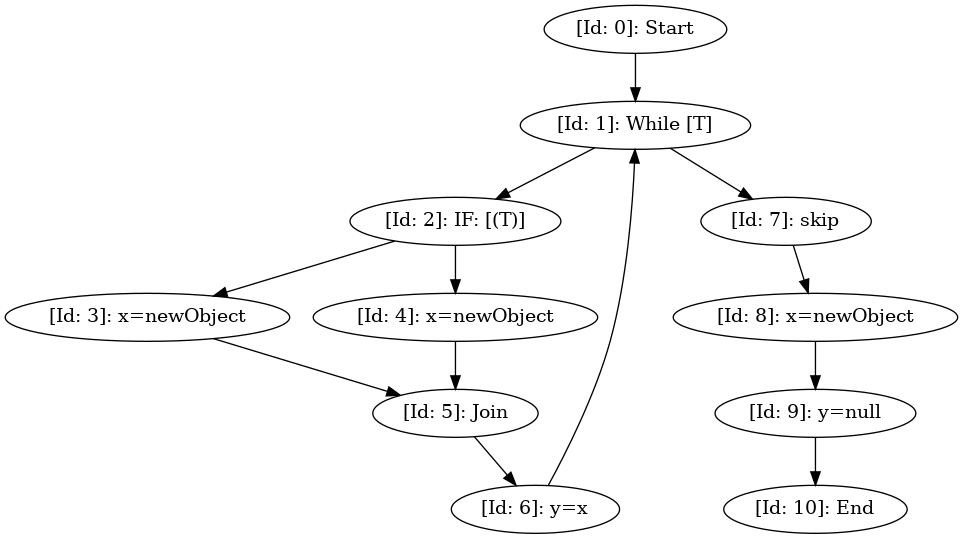 [Id: 0]: Start
[Id: 1]: While [T]
[Id: 2]: IF: [(T)]
[Id: 7]: skip
[Id: 3]: x=newObject
[Id: 4]: x=newObject
[Id: 8]: x=newObject
[Id: 5]: Join
[Id: 9]: y=null
[Id: 6]: y=x
[Id: 10]: End